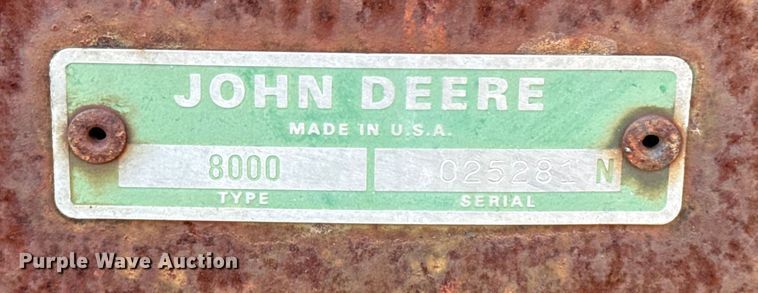 JOHN DEERE
MADE IN U.S.A.
8000 025281 N
TYPE SERIAL
Purple Wave Auction